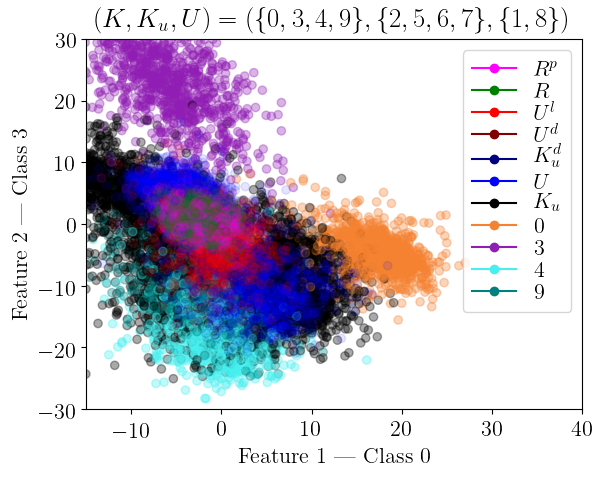 (K, K_u, U) = ({0, 3, 4, 9}, {2, 5, 6, 7}, {1, 8})
R^p
R
U^l
U^d
K_u^d
U
K_u
0
3
4
9
30
20
10
0
−10
−20
−30
−10
0
10
20
30
40
Feature 2 — Class 3
Feature 1 — Class 0